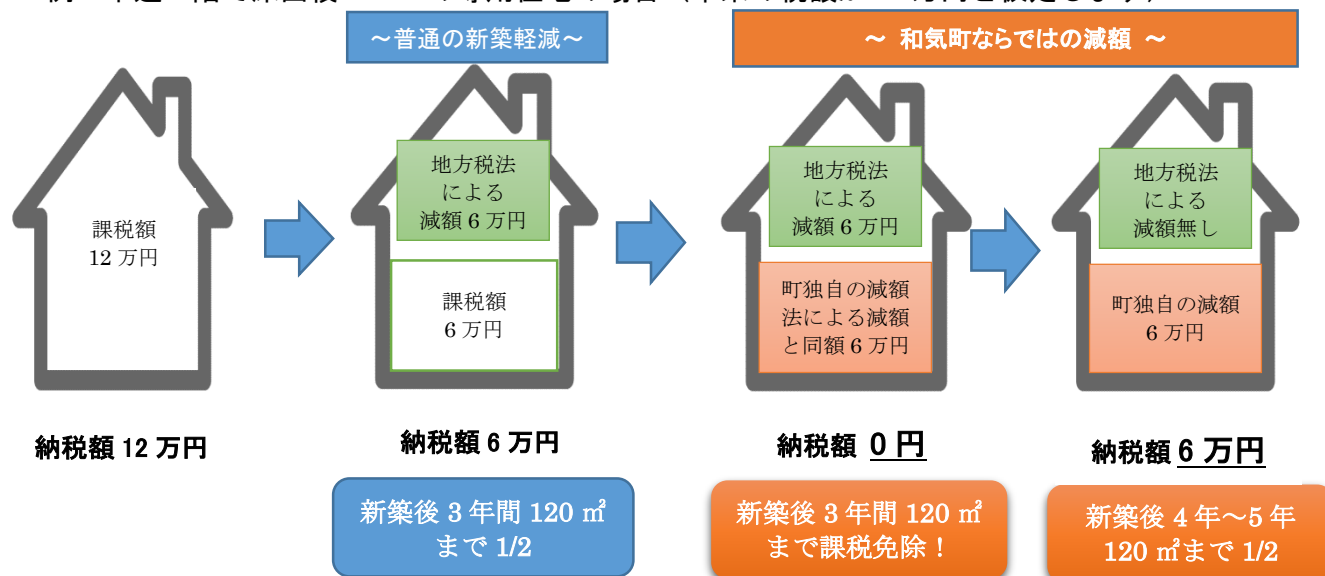 ～普通の新築軽減～
～ 和気町ならではの減額 ～
課税額
12 万円
地方税法
による
減額 6 万円
課税額
6 万円
地方税法
による
減額 6 万円
町独自の減額
法による減額
と同額 6 万円
地方税法
による
減額無し
町独自の減額
6 万円
納税額 12 万円
納税額 6 万円
納税額 0 円
納税額 6 万円
新築後 3 年間 120 ㎡
まで 1/2
新築後 3 年間 120 ㎡
まで課税免除！
新築後 4 年～5 年
120 ㎡まで 1/2